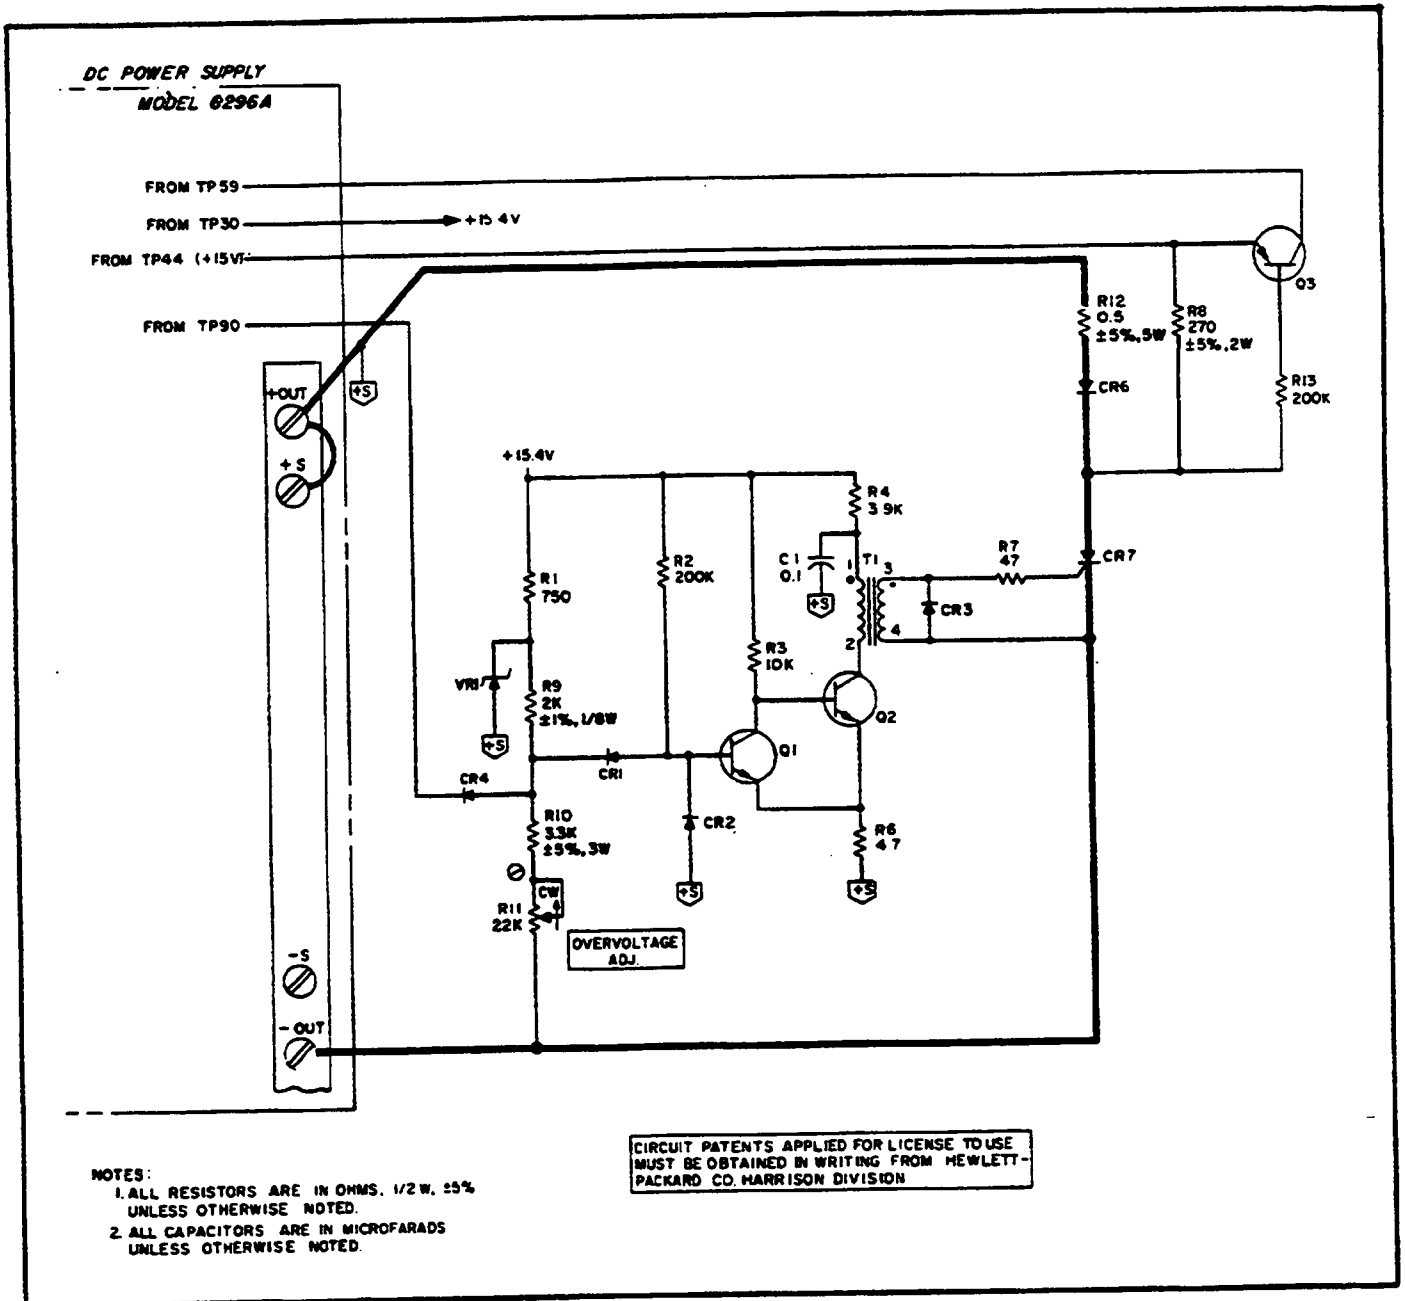 DC POWER SUPPLY
MODEL 6296A
FROM TP59
FROM TP30
+15.4V
FROM TP44 (+15V)
FROM TP90
+S
+OUT
+S
-S
-OUT
Q3
R12
0.5
±5%,5W
R8
270
±5%,2W
CR6
R13
200K
+15.4V
R4
3.9K
R2
200K
C1
0.1
+S
1
T1
3
2
4
R7
47
CR7
CR3
R1
750
VR1
+S
R9
2K
±1%,1/8W
R3
10K
Q2
Q1
CR1
CR4
CR2
+S
R10
3.3K
±5%,3W
R6
4.7
+S
CW
R11
22K
OVERVOLTAGE
ADJ.
CIRCUIT PATENTS APPLIED FOR LICENSE TO USE
MUST BE OBTAINED IN WRITING FROM HEWLETT-
PACKARD CO. HARRISON DIVISION
NOTES:
1. ALL RESISTORS ARE IN OHMS, 1/2 W, ±5%
UNLESS OTHERWISE NOTED.
2. ALL CAPACITORS ARE IN MICROFARADS
UNLESS OTHERWISE NOTED.